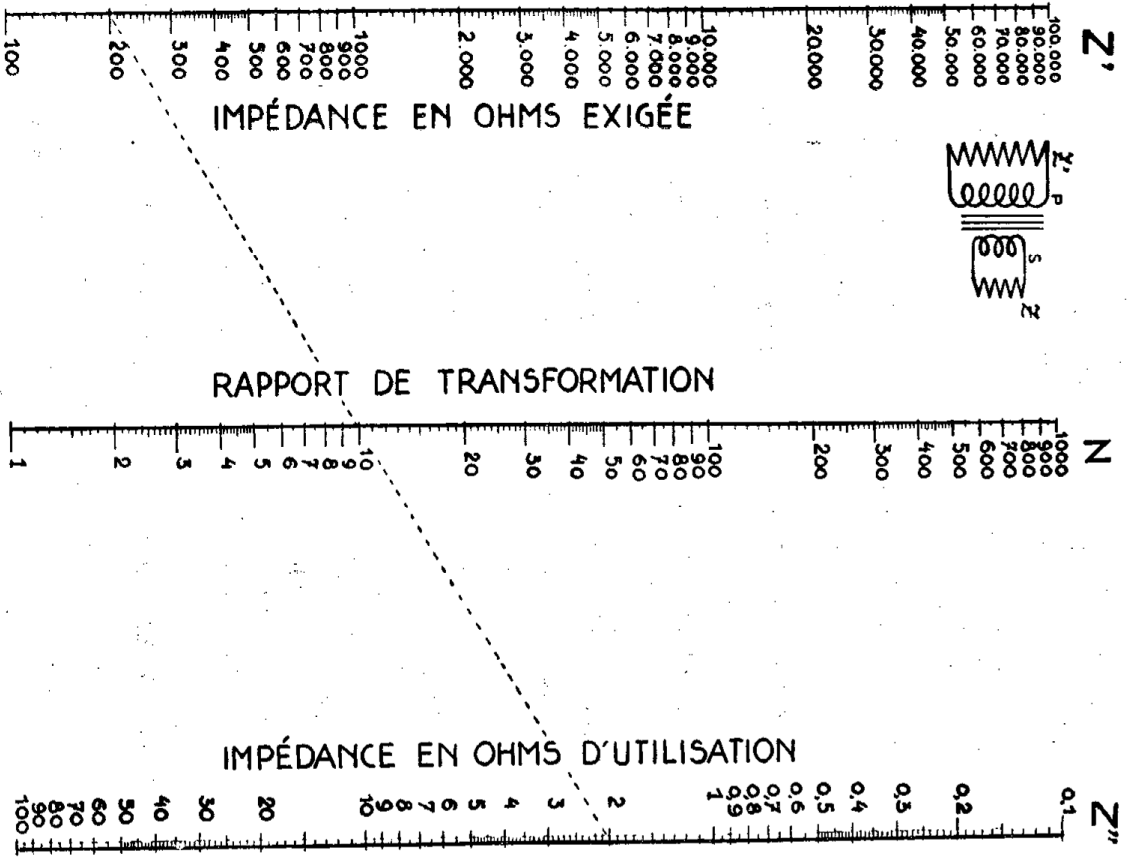 Z'
100 200 300 400 500 600 700 800 900 1000 2.000 3.000 4.000 5.000 6.000 7.000 8.000 9.000 10.000 20.000 30.000 40.000 50.000 60.000 70.000 80.000 90.000 100.000
IMPÉDANCE EN OHMS EXIGÉE
Z'
P
S
Z
RAPPORT DE TRANSFORMATION
N
1 2 3 4 5 6 7 8 9 10 20 30 40 50 60 70 80 90 100 200 300 400 500 600 700 800 900 1000
IMPÉDANCE EN OHMS D'UTILISATION
100 90 80 70 60 50 40 30 20 10 9 8 7 6 5 4 3 2 1 0,9 0,8 0,7 0,6 0,5 0,4 0,3 0,2 0,1
Z"